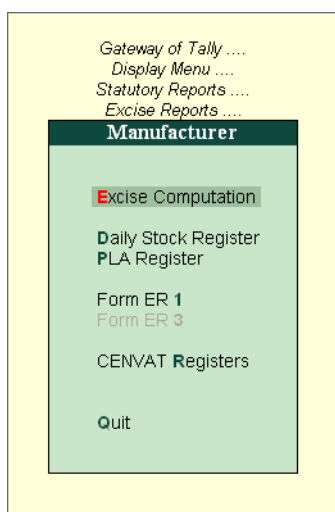 Gateway of Tally ....
Display Menu ....
Statutory Reports ....
Excise Reports ....
Manufacturer
Excise Computation
Daily Stock Register
PLA Register
Form ER 1
Form ER 3
CENVAT Registers
Quit